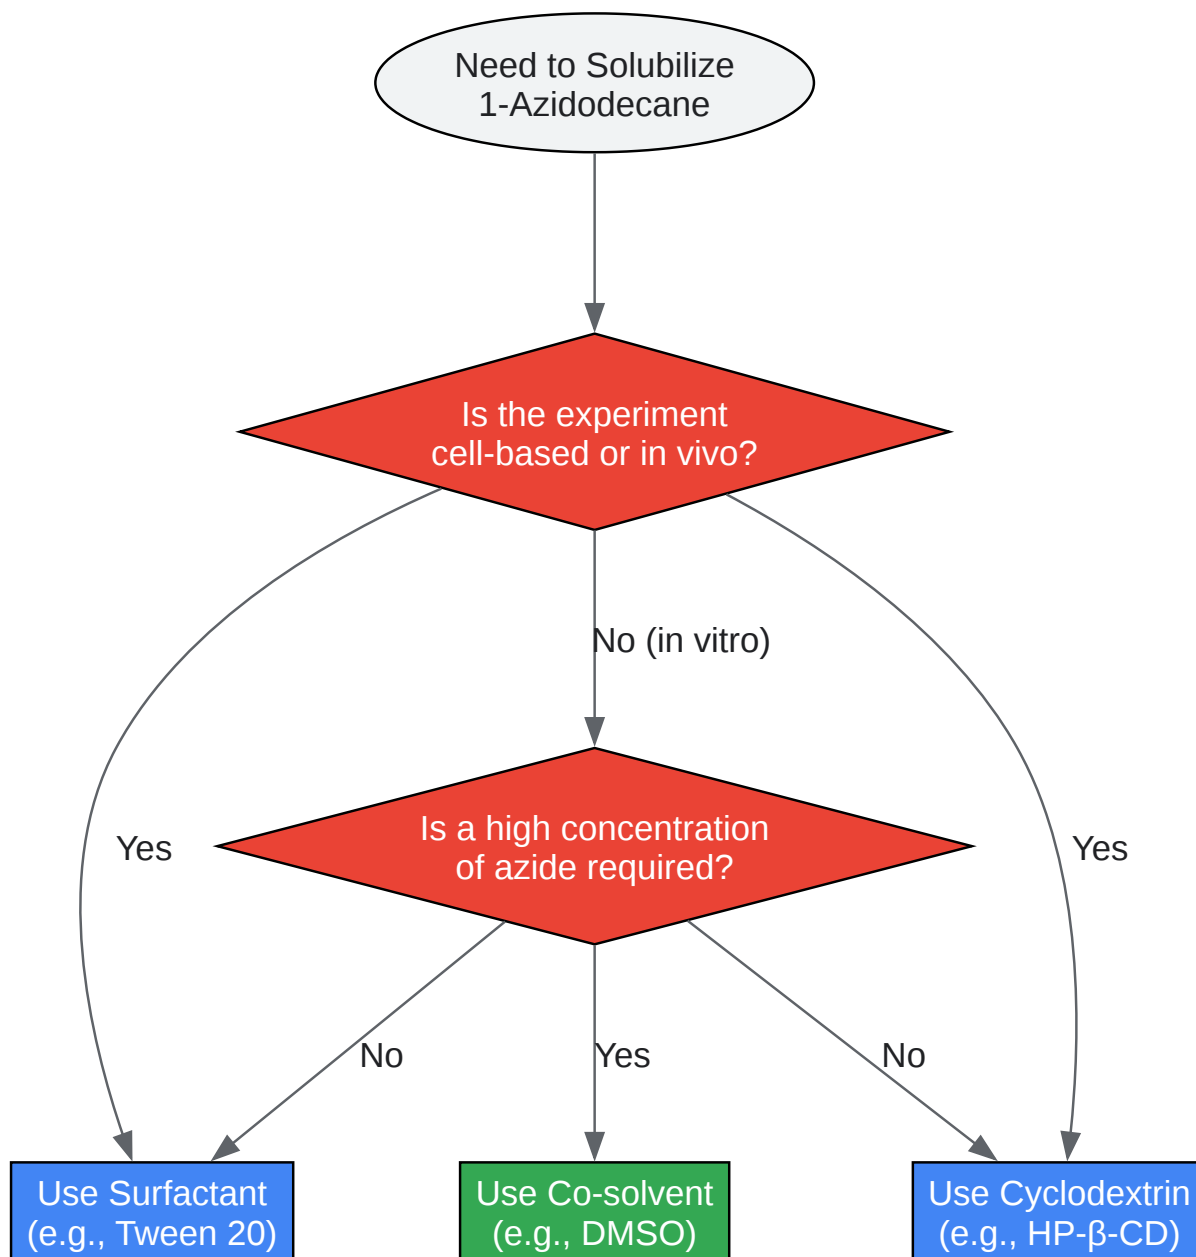 Need to Solubilize
1-Azidodecane
Is the experiment
cell-based or in vivo?
No (in vitro)
Is a high concentration
of azide required?
Yes
Yes
No
Yes
No
Use Surfactant
(e.g., Tween 20)
Use Co-solvent
(e.g., DMSO)
Use Cyclodextrin
(e.g., HP-β-CD)